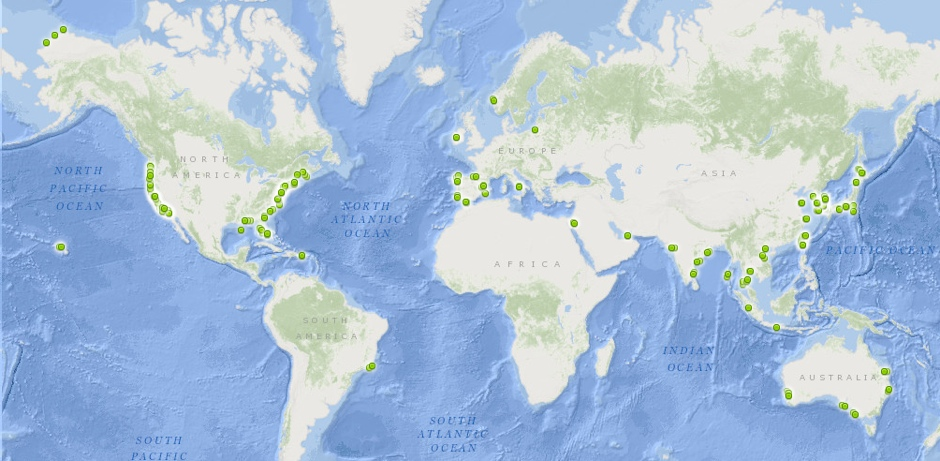 NORTH
AMERICA
EUROPE
ASIA
NORTH
PACIFIC
OCEAN
NORTH
ATLANTIC
OCEAN
PACIFIC OCEAN
AFRICA
SOUTH
AMERICA
INDIAN
OCEAN
AUSTRALIA
SOUTH
ATLANTIC
OCEAN
SOUTH
PACIFIC